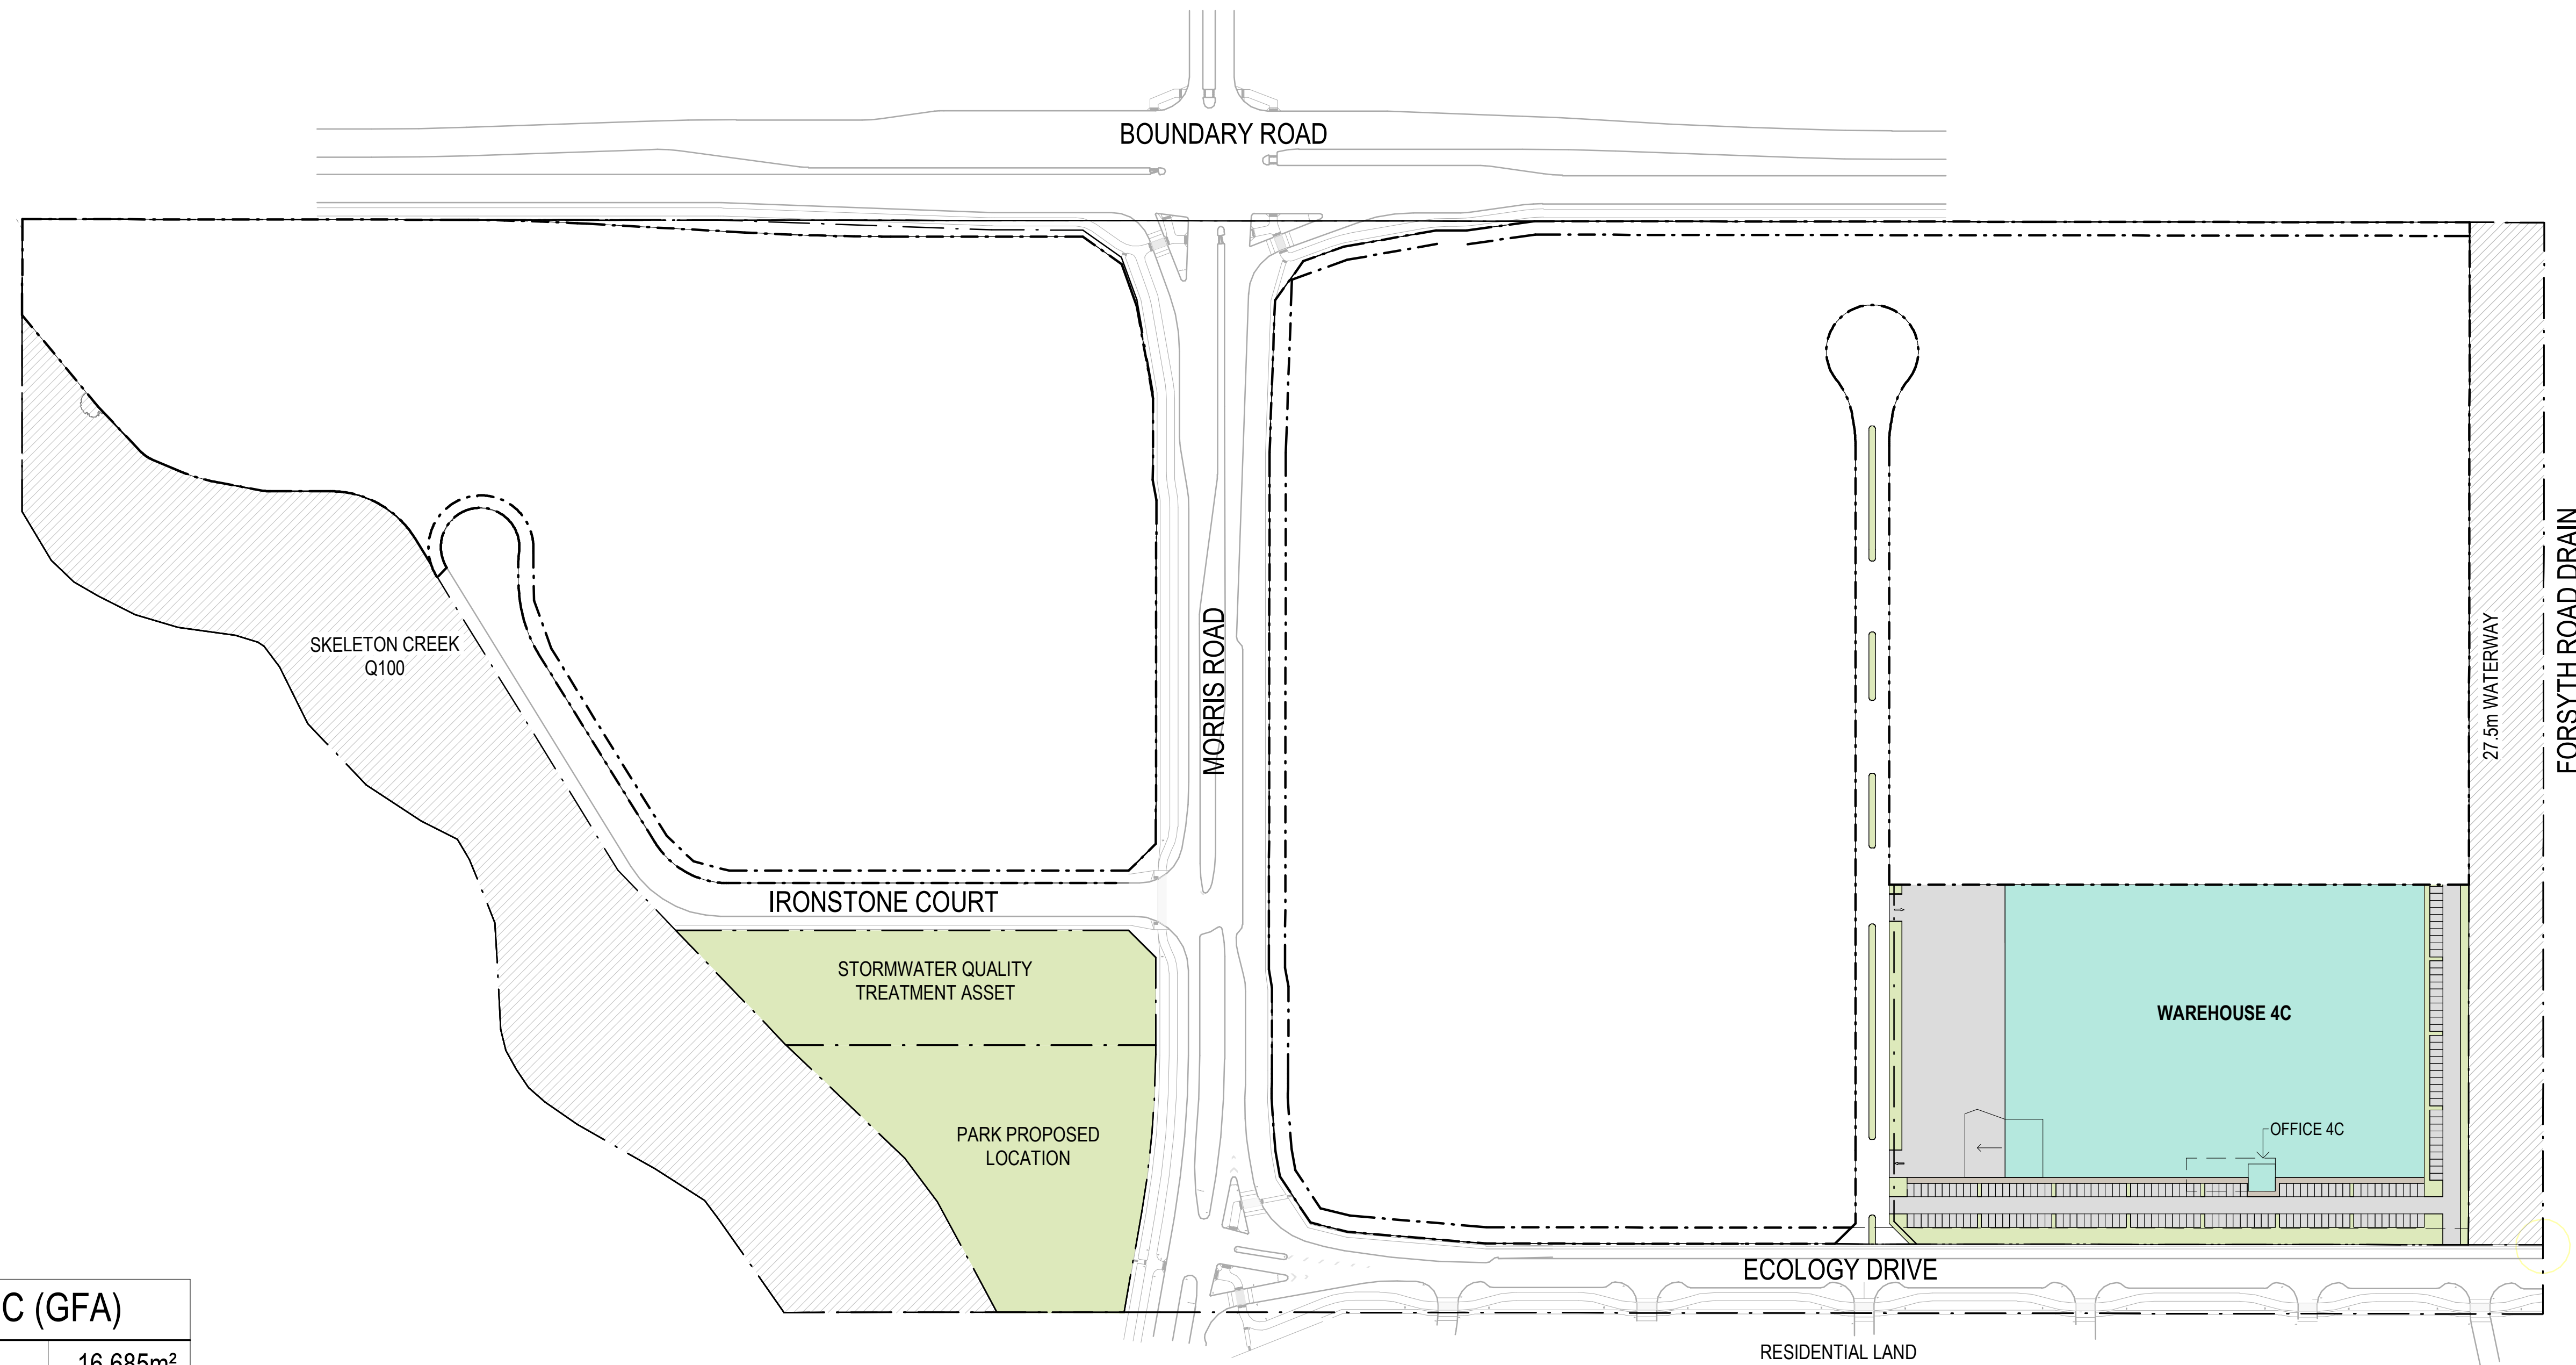 BOUNDARY ROAD
FORSYTH ROAD DRAIN
27.5m WATERWAY
SKELETON CREEK
Q100
MORRIS ROAD
IRONSTONE COURT
STORMWATER QUALITY
TREATMENT ASSET
WAREHOUSE 4C
PARK PROPOSED
LOCATION
OFFICE 4C
ECOLOGY DRIVE
C (GFA)
16,685m²
RESIDENTIAL LAND